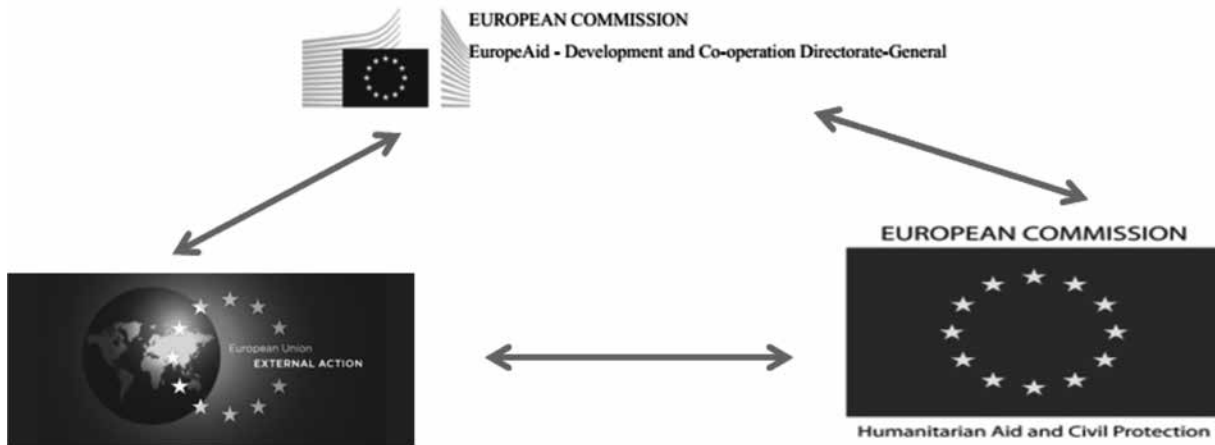 EUROPEAN COMMISSION
EuropeAid - Development and Co-operation Directorate-General
European Union
EXTERNAL ACTION
EUROPEAN COMMISSION
Humanitarian Aid and Civil Protection